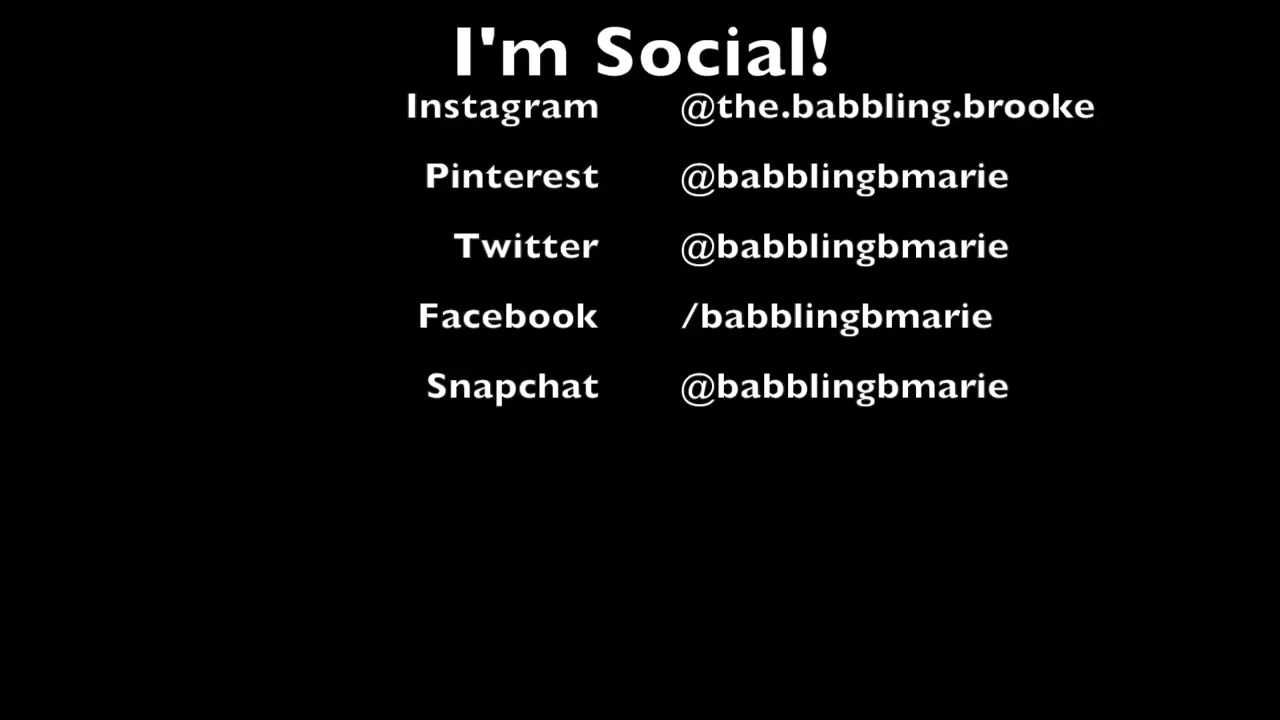 I'm Social!
Instagram @the.babbling.brooke
Pinterest @babblingbmarie
Twitter @babblingbmarie
Facebook /babblingbmarie
Snapchat @babblingbmarie